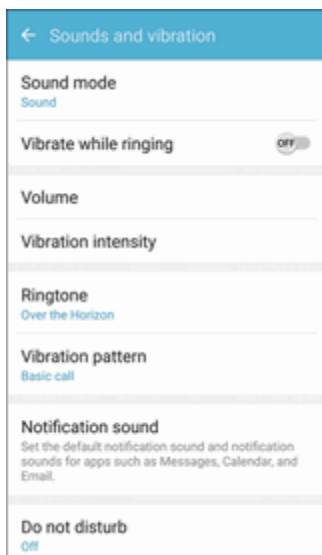 Sounds and vibration
Sound mode
Sound
Vibrate while ringing
OFF
Volume
Vibration intensity
Ringtone
Over the Horizon
Vibration pattern
Basic call
Notification sound
Set the default notification sound and notification
sounds for apps such as Messages, Calendar, and
Email.
Do not disturb
Off